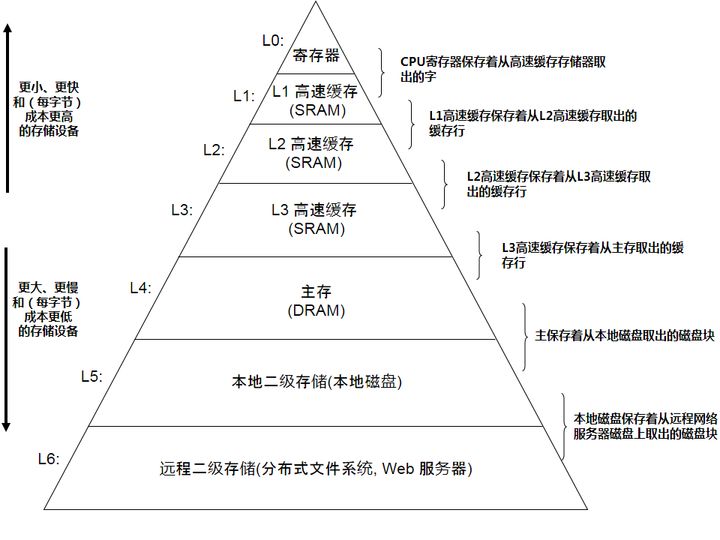 L0:
寄存器
CPU寄存器保存着从高速缓存存储器取
出的字
更小、更快
和（每字节）
成本更高
的存储设备
L1:
L1 高速缓存
(SRAM)
L1高速缓存保存着从L2高速缓存取出的
缓存行
L2:
L2 高速缓存
(SRAM)
L2高速缓存保存着从L3高速缓存取
出的缓存行
L3:
L3 高速缓存
(SRAM)
L3高速缓存保存着从主存取出的缓
存行
更大、更慢
和（每字节）
成本更低
的存储设备
L4:
主存
(DRAM)
主保存着从本地磁盘取出的磁盘块
L5:
本地二级存储(本地磁盘)
本地磁盘保存着从远程网络
服务器磁盘上取出的磁盘块
L6:
远程二级存储(分布式文件系统, Web 服务器)